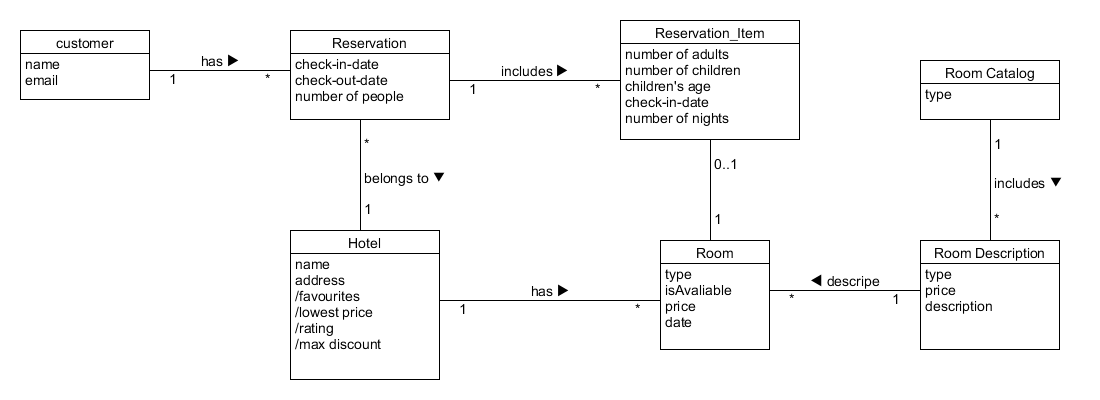 customer
name
email
has ▶
1
*
Reservation
check-in-date
check-out-date
number of people
includes ▶
1
*
Reservation_Item
number of adults
number of children
children's age
check-in-date
number of nights
Room Catalog
type
*
belongs to ▼
1
0..1
1
1
includes ▼
*
Hotel
name
address
/favourites
/lowest price
/rating
/max discount
has ▶
1
*
Room
type
isAvaliable
price
date
◀ descripe
*
1
Room Description
type
price
description